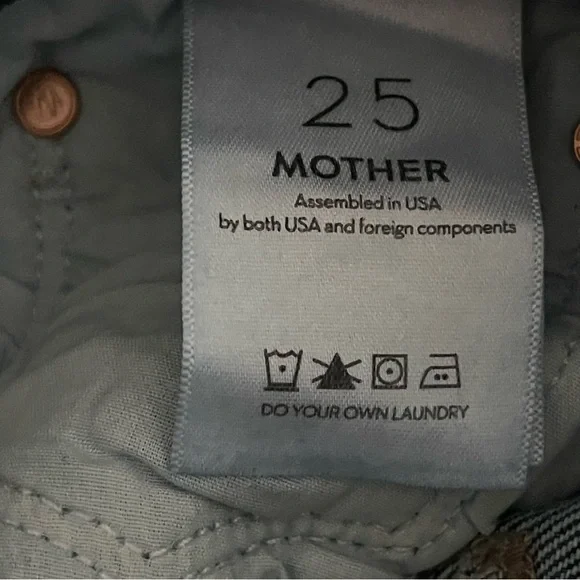 25
MOTHER
Assembled in USA
by both USA and foreign components
DO YOUR OWN LAUNDRY